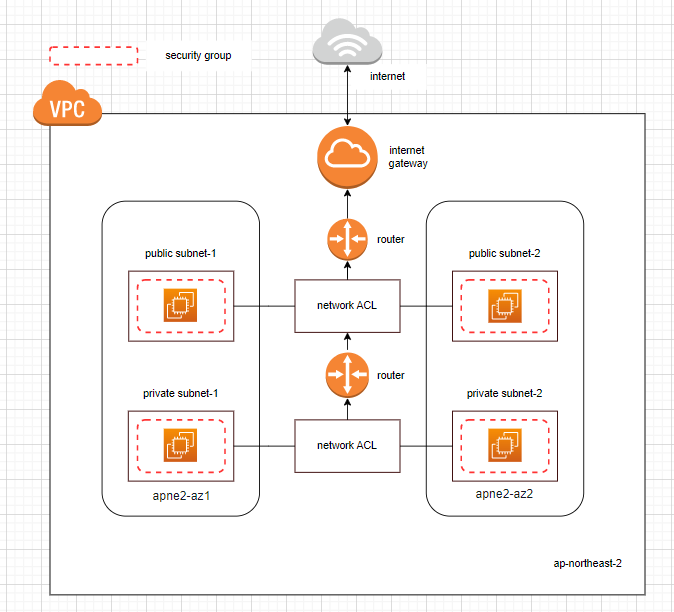 security group
internet
VPC
internet
gateway
router
public subnet-1
public subnet-2
network ACL
router
private subnet-1
private subnet-2
network ACL
apne2-az1
apne2-az2
ap-northeast-2